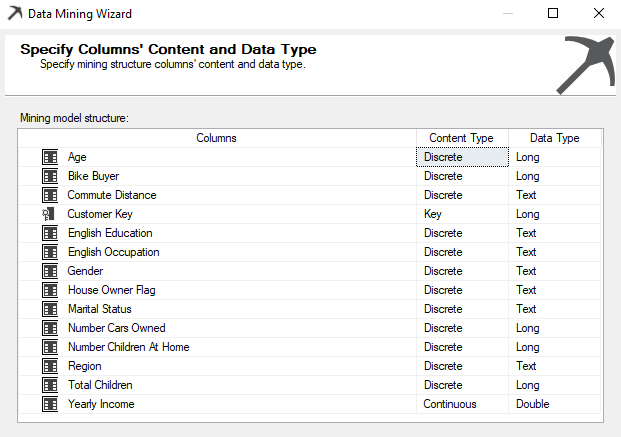 Data Mining Wizard
Specify Columns' Content and Data Type
Specify mining structure columns' content and data type.
Mining model structure:
Columns Content Type Data Type
Age Discrete Long
Bike Buyer Discrete Long
Commute Distance Discrete Text
Customer Key Key Long
English Education Discrete Text
English Occupation Discrete Text
Gender Discrete Text
House Owner Flag Discrete Text
Marital Status Discrete Text
Number Cars Owned Discrete Long
Number Children At Home Discrete Long
Region Discrete Text
Total Children Discrete Long
Yearly Income Continuous Double